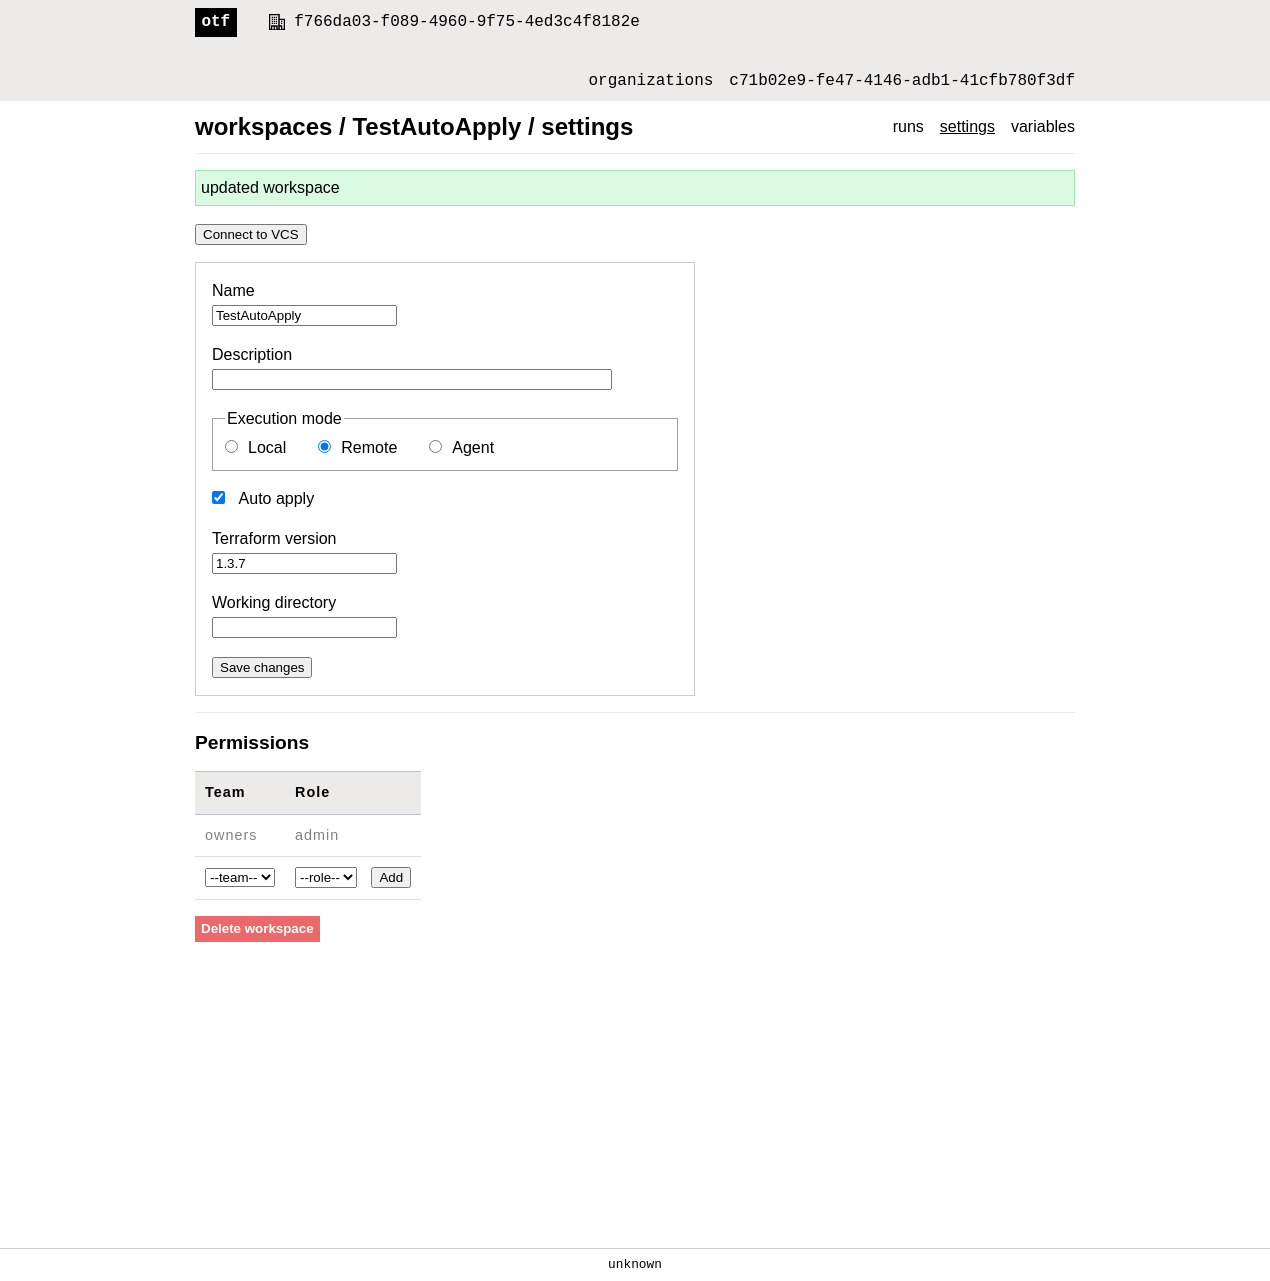 otf f766da03-f089-4960-9f75-4ed3c4f8182e
organizations c71b02e9-fe47-4146-adb1-41cfb780f3df
workspaces / TestAutoApply / settings runs settings variables
updated workspace
Connect to VCS
Name
TestAutoApply
Description
Execution mode
Local Remote Agent
Auto apply
Terraform version
1.3.7
Working directory
Save changes
Permissions
Team Role
owners admin
--team-- --role-- Add
Delete workspace
unknown